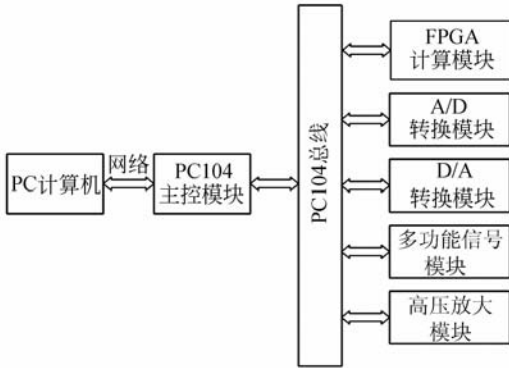 PC计算机
网络
PC104
主控模块
PC104总线
FPGA
计算模块
A/D
转换模块
D/A
转换模块
多功能信号
模块
高压放大
模块